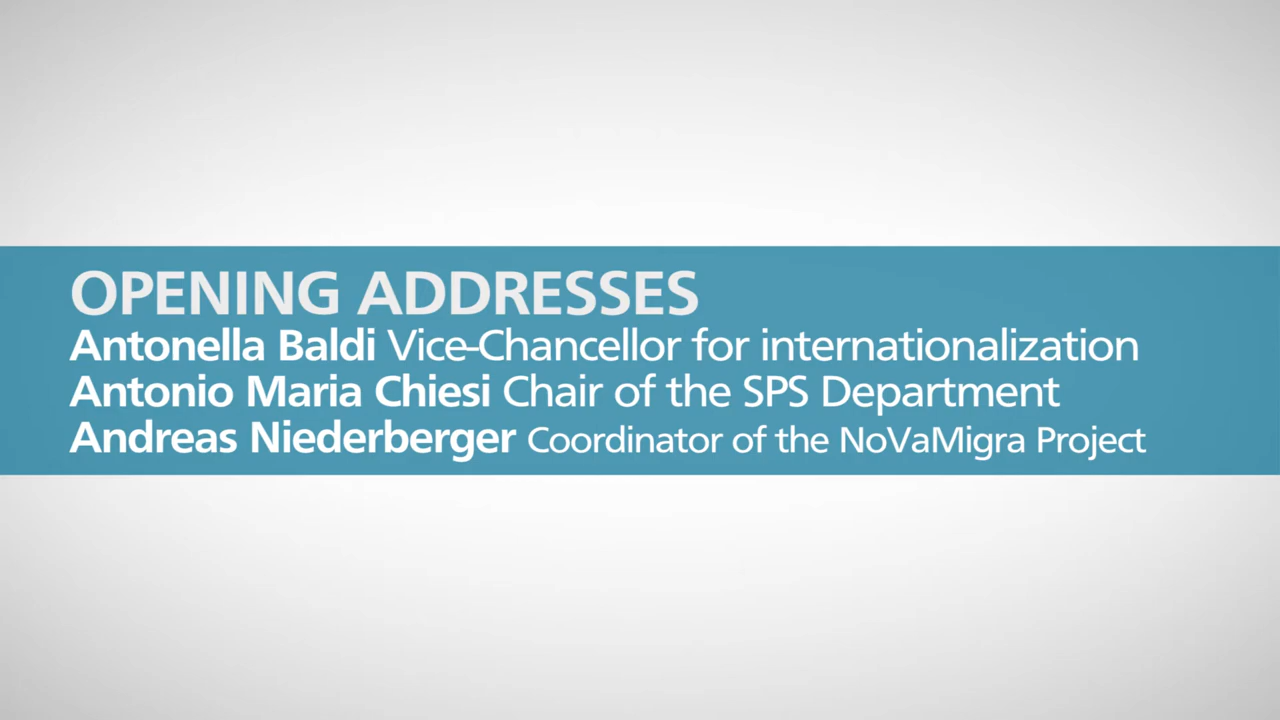 OPENING ADDRESSES
Antonella Baldi Vice-Chancellor for internationalization
Antonio Maria Chiesi Chair of the SPS Department
Andreas Niederberger Coordinator of the NoVaMigra Project